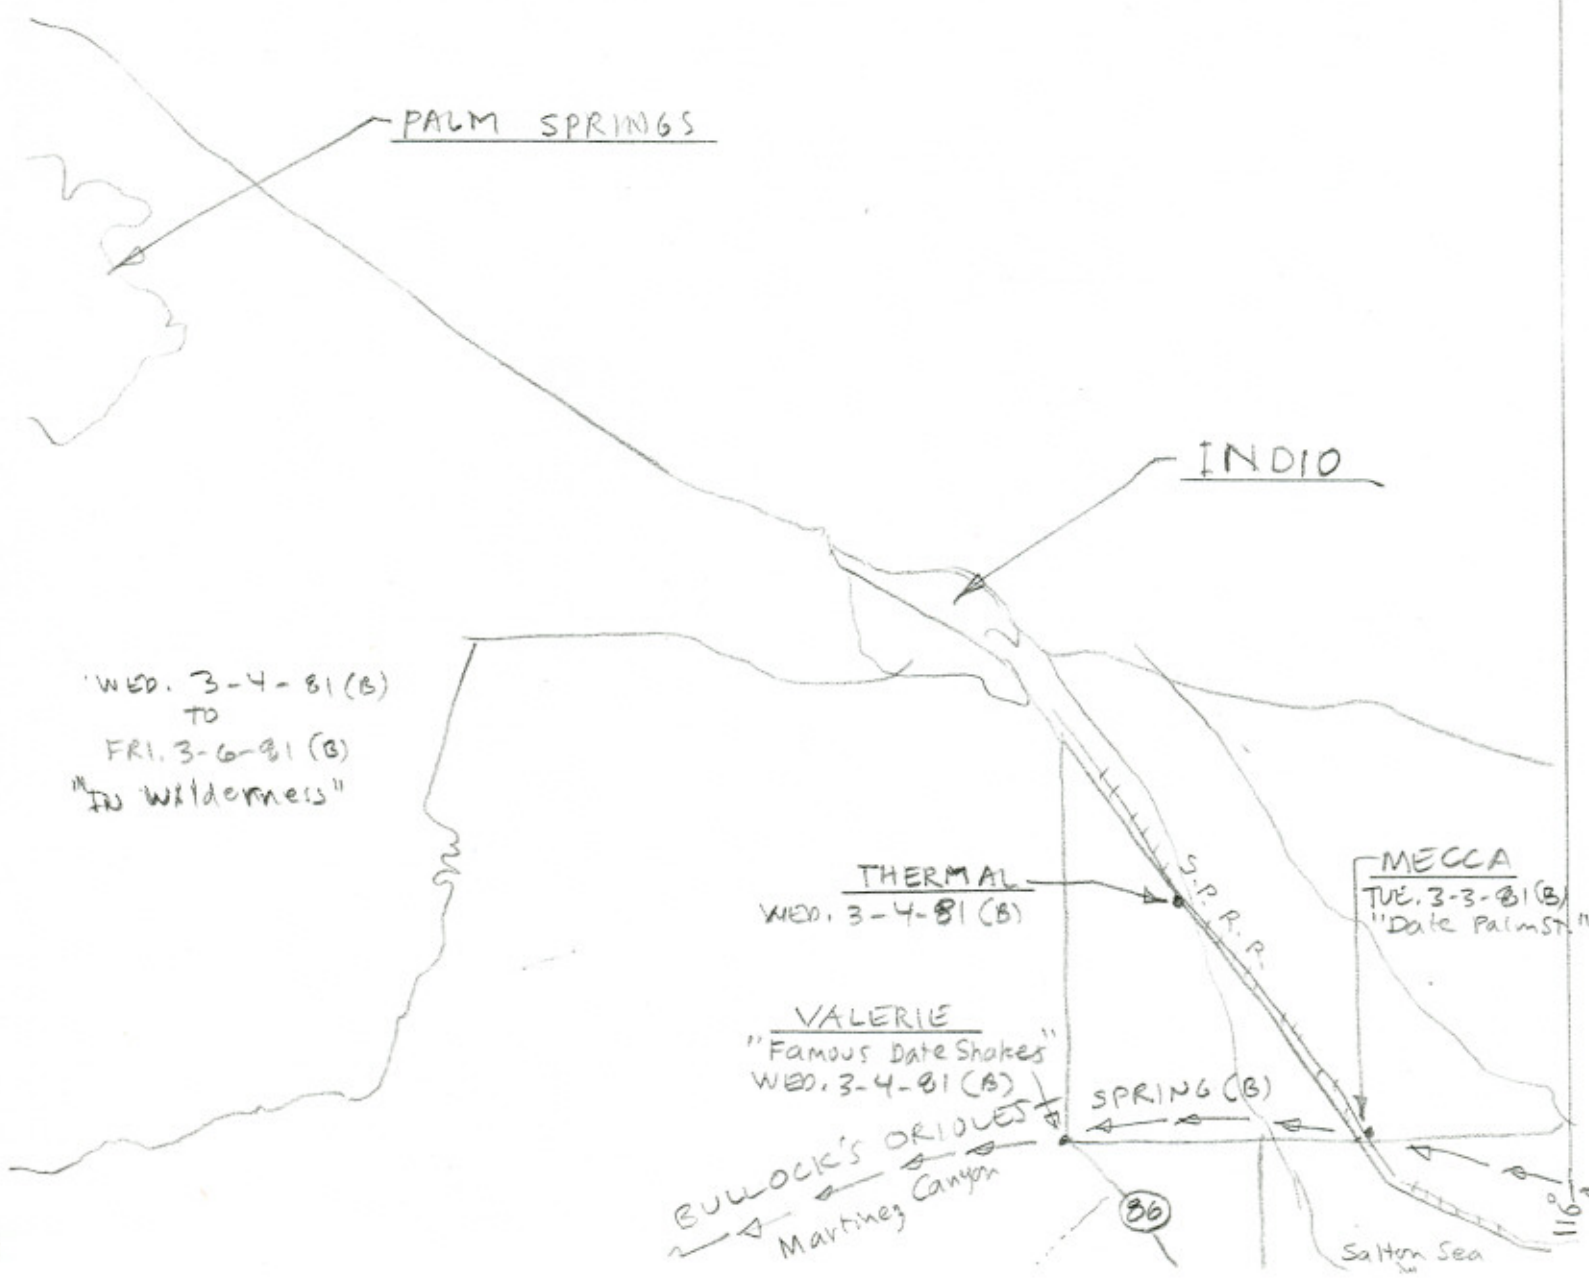 PALM SPRINGS
INDIO
WED. 3-4-81 (B)
TO
FRI. 3-6-81 (B)
"IN Wilderness"
THERMAL
WED. 3-4-81 (B)
S.P.R.R.
MECCA
TUE. 3-3-81 (B)
"Date Palms"
VALERIE
"Famous Date Shakes"
WED. 3-4-81 (B)
SPRING (B)
BULLOCK'S ORIOLES
Martinez Canyon
86
Salton Sea
116°